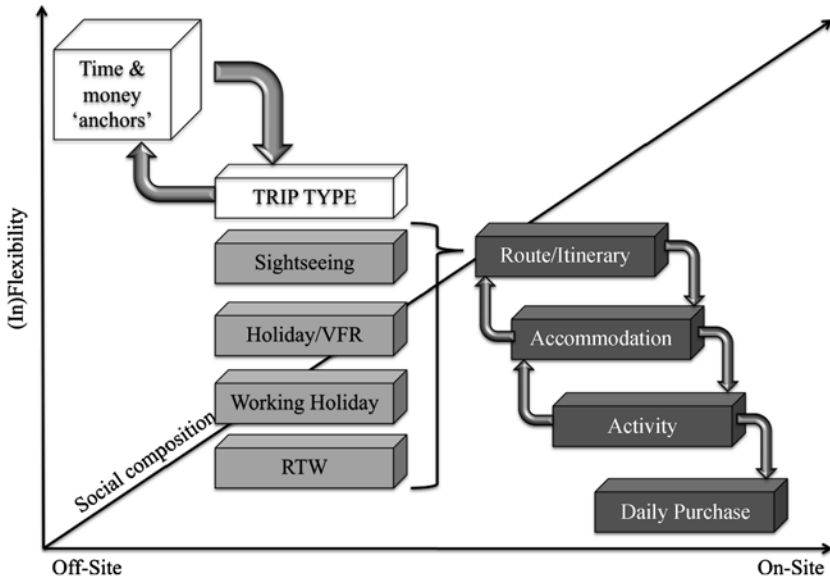 Time &
money
‘anchors’
TRIP TYPE
Sightseeing
Holiday/VFR
Working Holiday
RTW
Route/Itinerary
Accommodation
Activity
Daily Purchase
(In)Flexibility
Social composition
Off-Site
On-Site